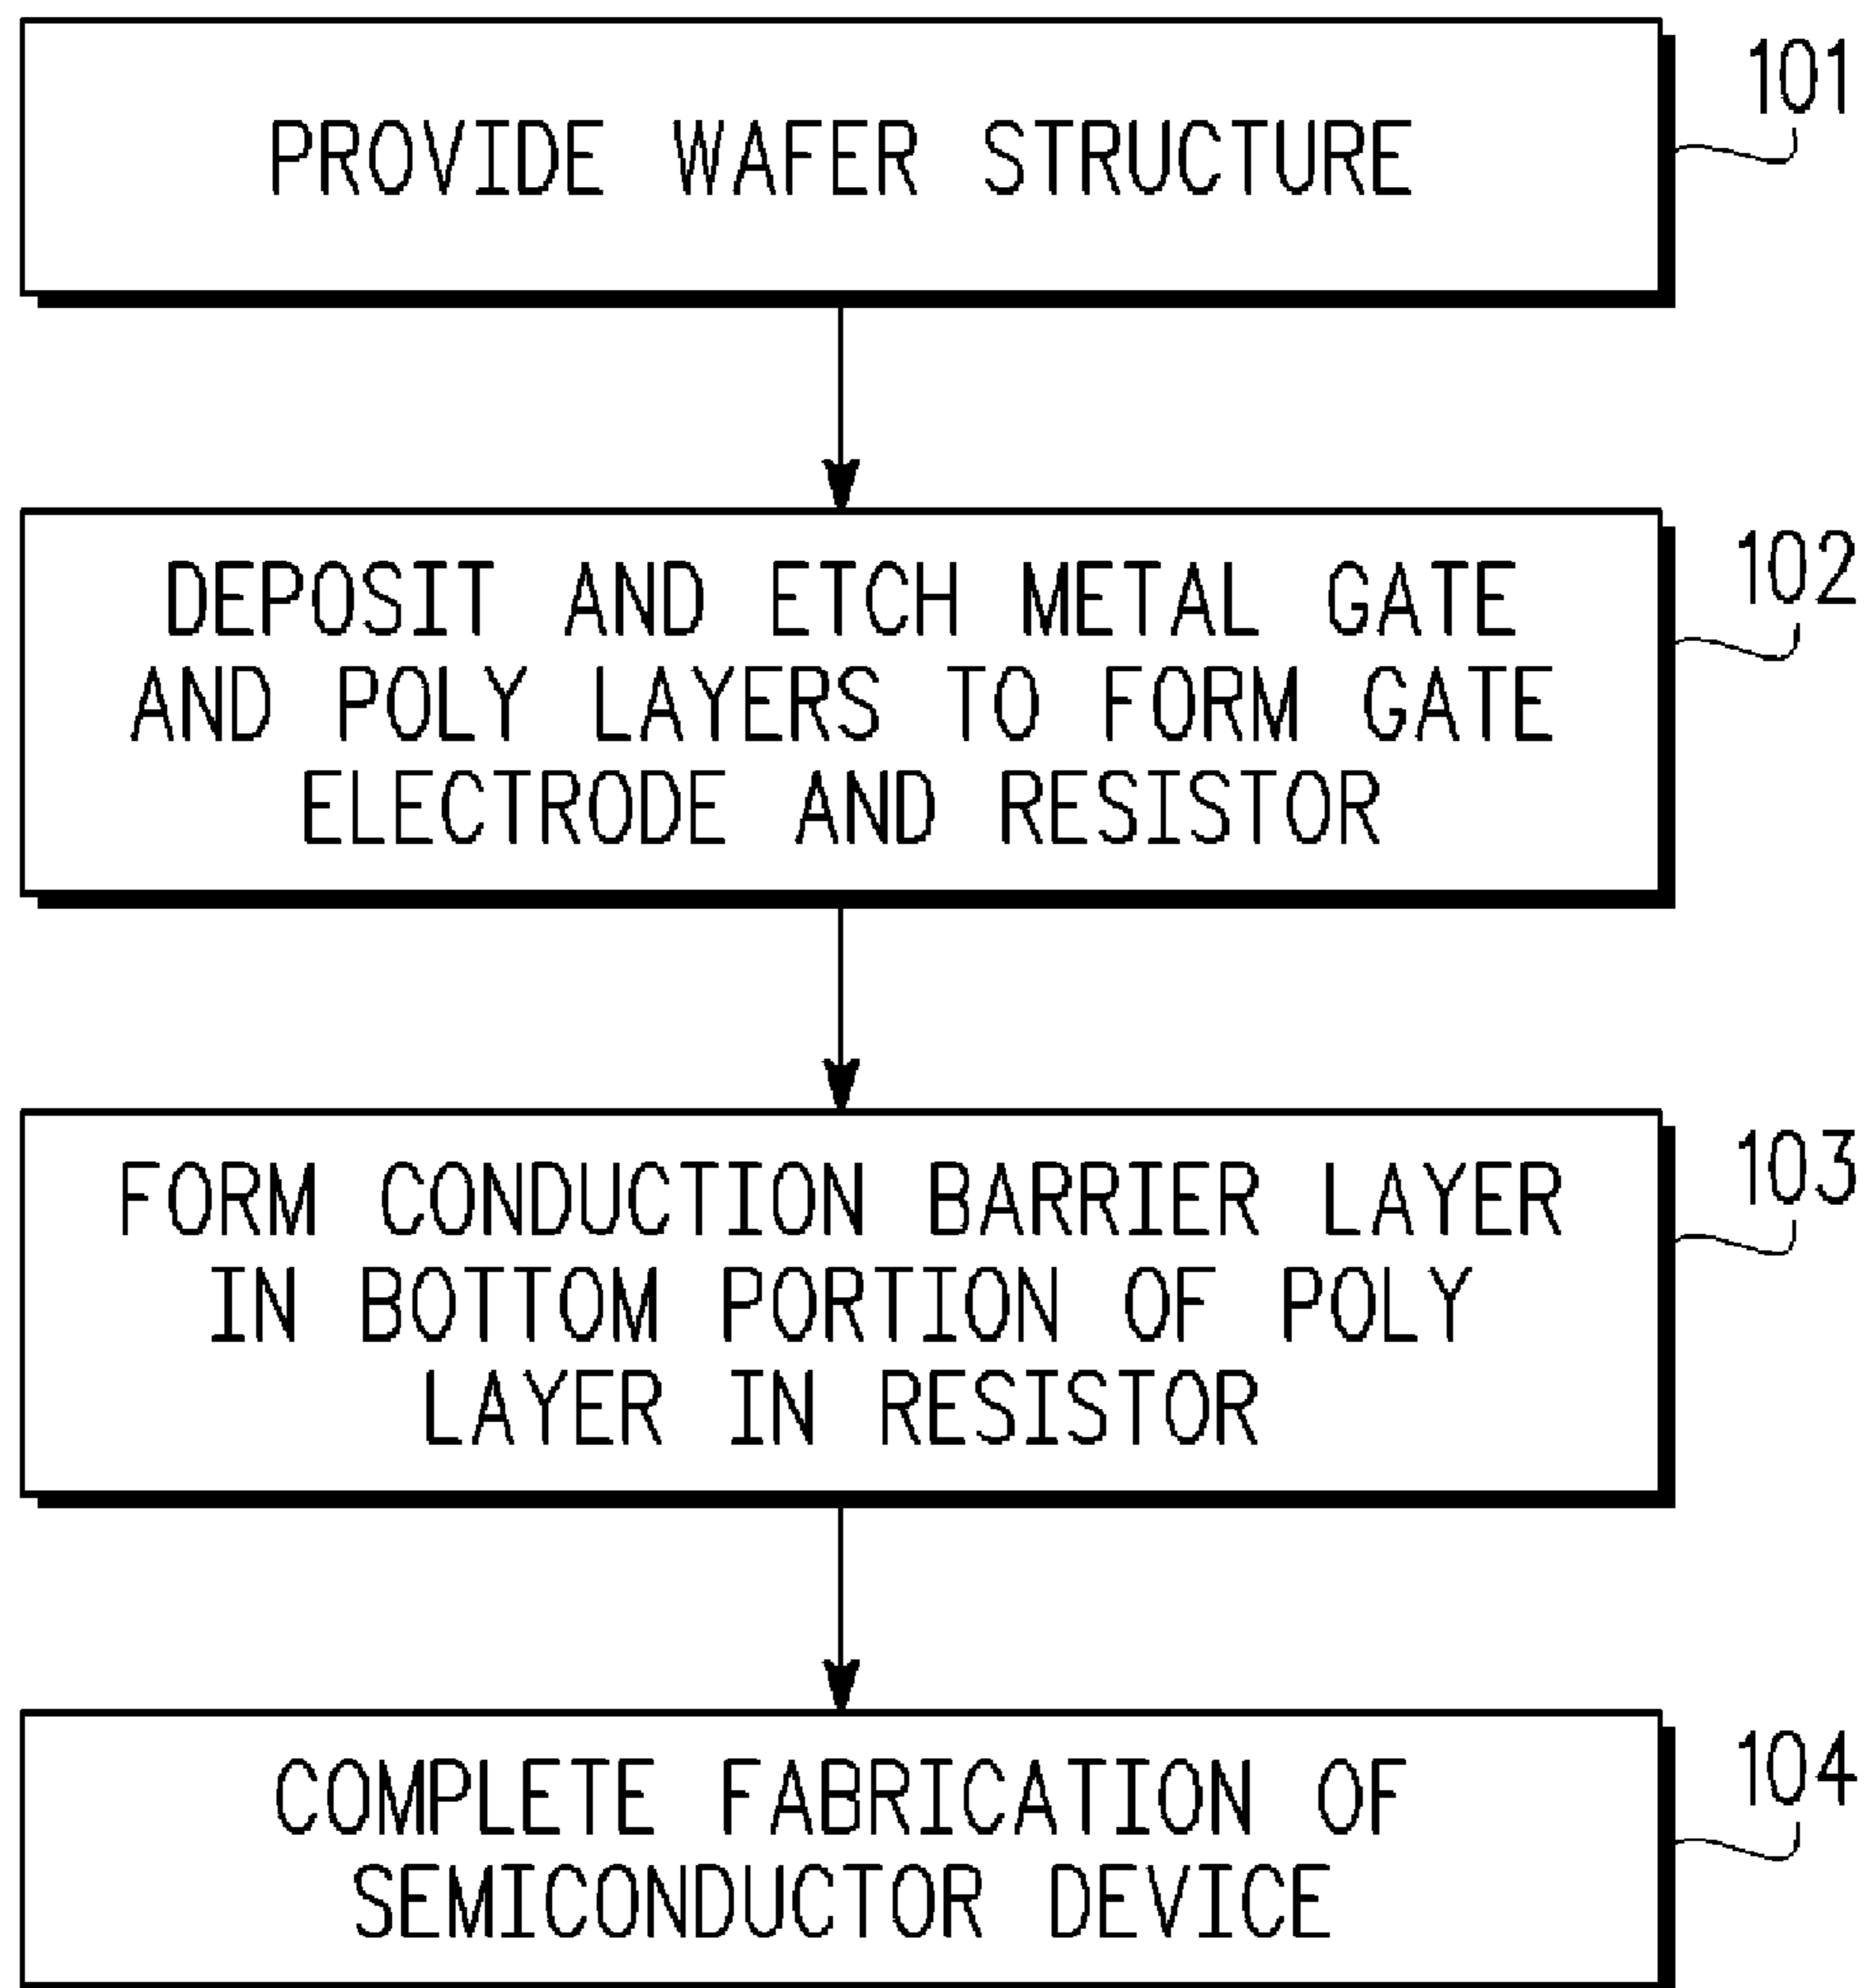 PROVIDE WAFER STRUCTURE
101
DEPOSIT AND ETCH METAL GATE
AND POLY LAYERS TO FORM GATE
ELECTRODE AND RESISTOR
102
FORM CONDUCTION BARRIER LAYER
IN BOTTOM PORTION OF POLY
LAYER IN RESISTOR
103
COMPLETE FABRICATION OF
SEMICONDUCTOR DEVICE
104